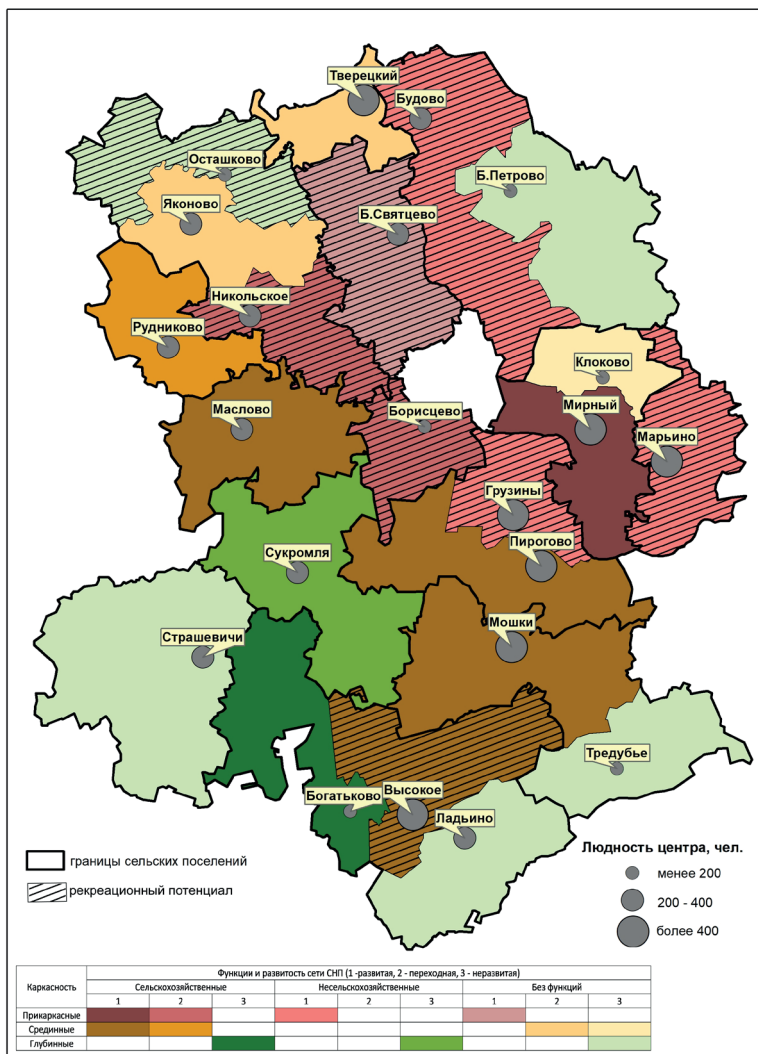 Тверецкий
Будово
Осташково
Б.Петрово
Яконово
Б.Святцево
Никольское
Рудниково
Клоково
Маслово
Борисцево
Мирный
Марьино
Грузины
Пирогово
Сукромля
Мошки
Страшевичи
Тредубье
Богатьково
Высокое
Ладьино
границы сельских поселений
рекреационный потенциал
Людность центра, чел.
менее 200
200 - 400
более 400
Каркасность
Функции и развитость сети СНП (1 -развитая, 2 - переходная, 3 - неразвитая)
Сельскохозяйственные Несельскохозяйственные Без функций
1 2 3 1 2 3 1 2 3
Прикаркасные
Срединные
Глубинные